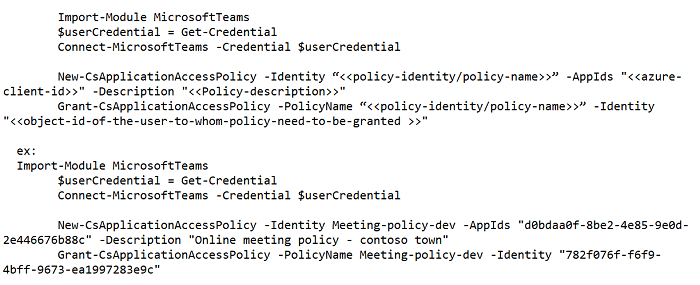 Import-Module MicrosoftTeams
$userCredential = Get-Credential
Connect-MicrosoftTeams -Credential $userCredential
New-CsApplicationAccessPolicy -Identity “<<policy-identity/policy-name>>” -AppIds "<<azure-
client-id>>" -Description "<<Policy-description>>"
Grant-CsApplicationAccessPolicy -PolicyName “<<policy-identity/policy-name>>” -Identity
"<<object-id-of-the-user-to-whom-policy-need-to-be-granted >>"
ex:
Import-Module MicrosoftTeams
$userCredential = Get-Credential
Connect-MicrosoftTeams -Credential $userCredential
New-CsApplicationAccessPolicy -Identity Meeting-policy-dev -AppIds "d0bdaa0f-8be2-4e85-9e0d-
2e446676b88c" -Description "Online meeting policy - contoso town"
Grant-CsApplicationAccessPolicy -PolicyName Meeting-policy-dev -Identity "782f076f-f6f9-
4bff-9673-ea1997283e9c"